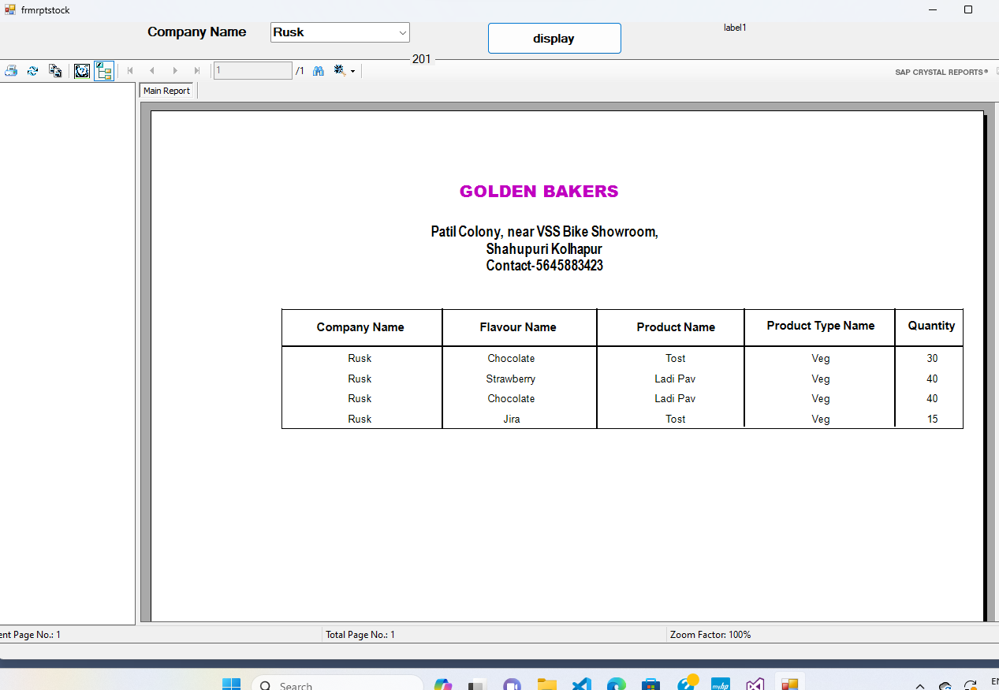 frmrptstock
Company Name Rusk display label1
201
1 /1 SAP CRYSTAL REPORTS®
Main Report
GOLDEN BAKERS
Patil Colony, near VSS Bike Showroom,
Shahupuri Kolhapur
Contact-5645883423
Company Name Flavour Name Product Name Product Type Name Quantity
Rusk Chocolate Tost Veg 30
Rusk Strawberry Ladi Pav Veg 40
Rusk Chocolate Ladi Pav Veg 40
Rusk Jira Tost Veg 15
ent Page No.: 1 Total Page No.: 1 Zoom Factor: 100%
Search myhp EN